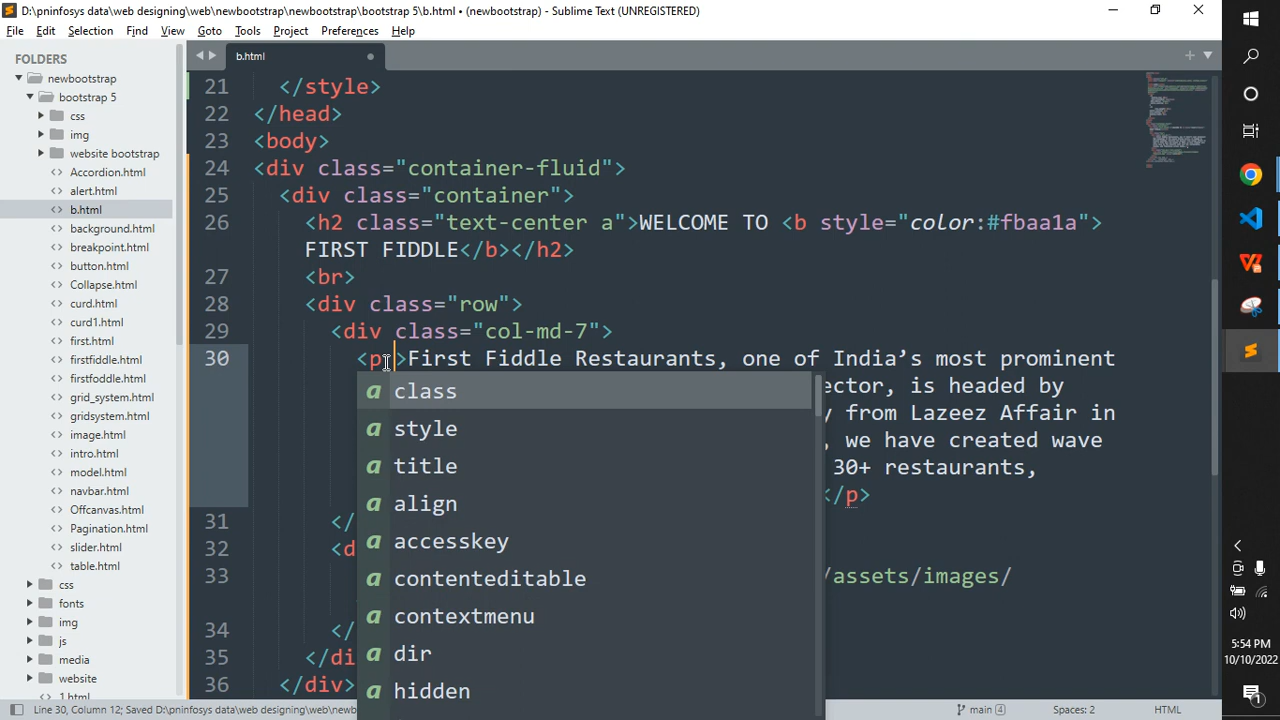 D:\pninfosys data\web designing\web\newbootstrap\newbootstrap\bootstrap 5\b.html • (newbootstrap) - Sublime Text (UNREGISTERED)
File Edit Selection Find View Goto Tools Project Preferences Help
FOLDERS
newbootstrap
bootstrap 5
css
img
website bootstrap
Accordion.html
alert.html
b.html
background.html
breakpoint.html
button.html
Collapse.html
curd.html
curd1.html
first.html
firstfiddle.html
firstfoddle.html
grid_system.html
gridsystem.html
image.html
intro.html
model.html
navbar.html
Offcanvas.html
Pagination.html
slider.html
table.html
css
fonts
img
js
media
website
1.html
b.html
21 </style>
22 </head>
23 <body>
24 <div class="container-fluid">
25 <div class="container">
26 <h2 class="text-center a">WELCOME TO <b style="color:#fbaa1a">
FIRST FIDDLE</b></h2>
27 <br>
28 <div class="row">
29 <div class="col-md-7">
30 <p >First Fiddle Restaurants, one of India’s most prominent
ector, is headed by
y from Lazeez Affair in
, we have created wave
30+ restaurants,
</p>
31 </
32 <d
33 /assets/images/
34 </
35 </di
36 </div>
a class
a style
a title
a align
a accesskey
a contenteditable
a contextmenu
a dir
a hidden
Line 30, Column 12; Saved D:\pninfosys data\web designing\web\newbo
main 4
Spaces: 2
HTML
5:54 PM
10/10/2022
1